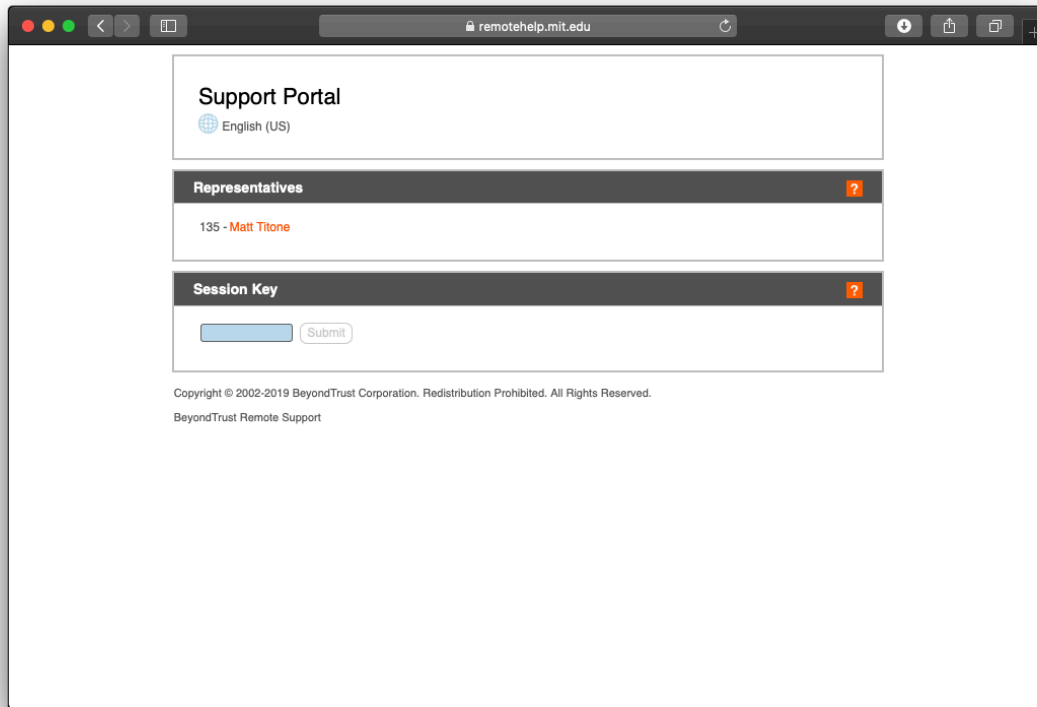 remotehelp.mit.edu
Support Portal
English (US)
Representatives ?
135 - Matt Titone
Session Key ?
Submit
Copyright © 2002-2019 BeyondTrust Corporation. Redistribution Prohibited. All Rights Reserved.
BeyondTrust Remote Support